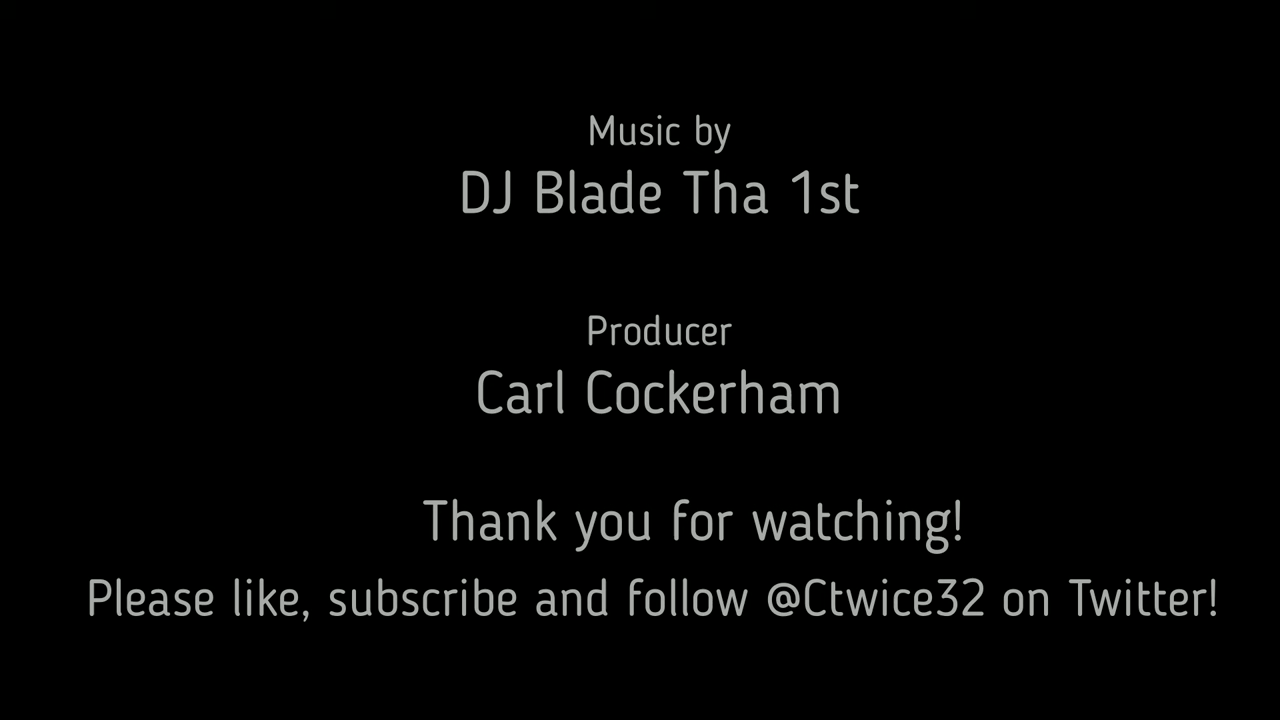 Music by
DJ Blade Tha 1st
Producer
Carl Cockerham
Thank you for watching!
Please like, subscribe and follow @Ctwice32 on Twitter!